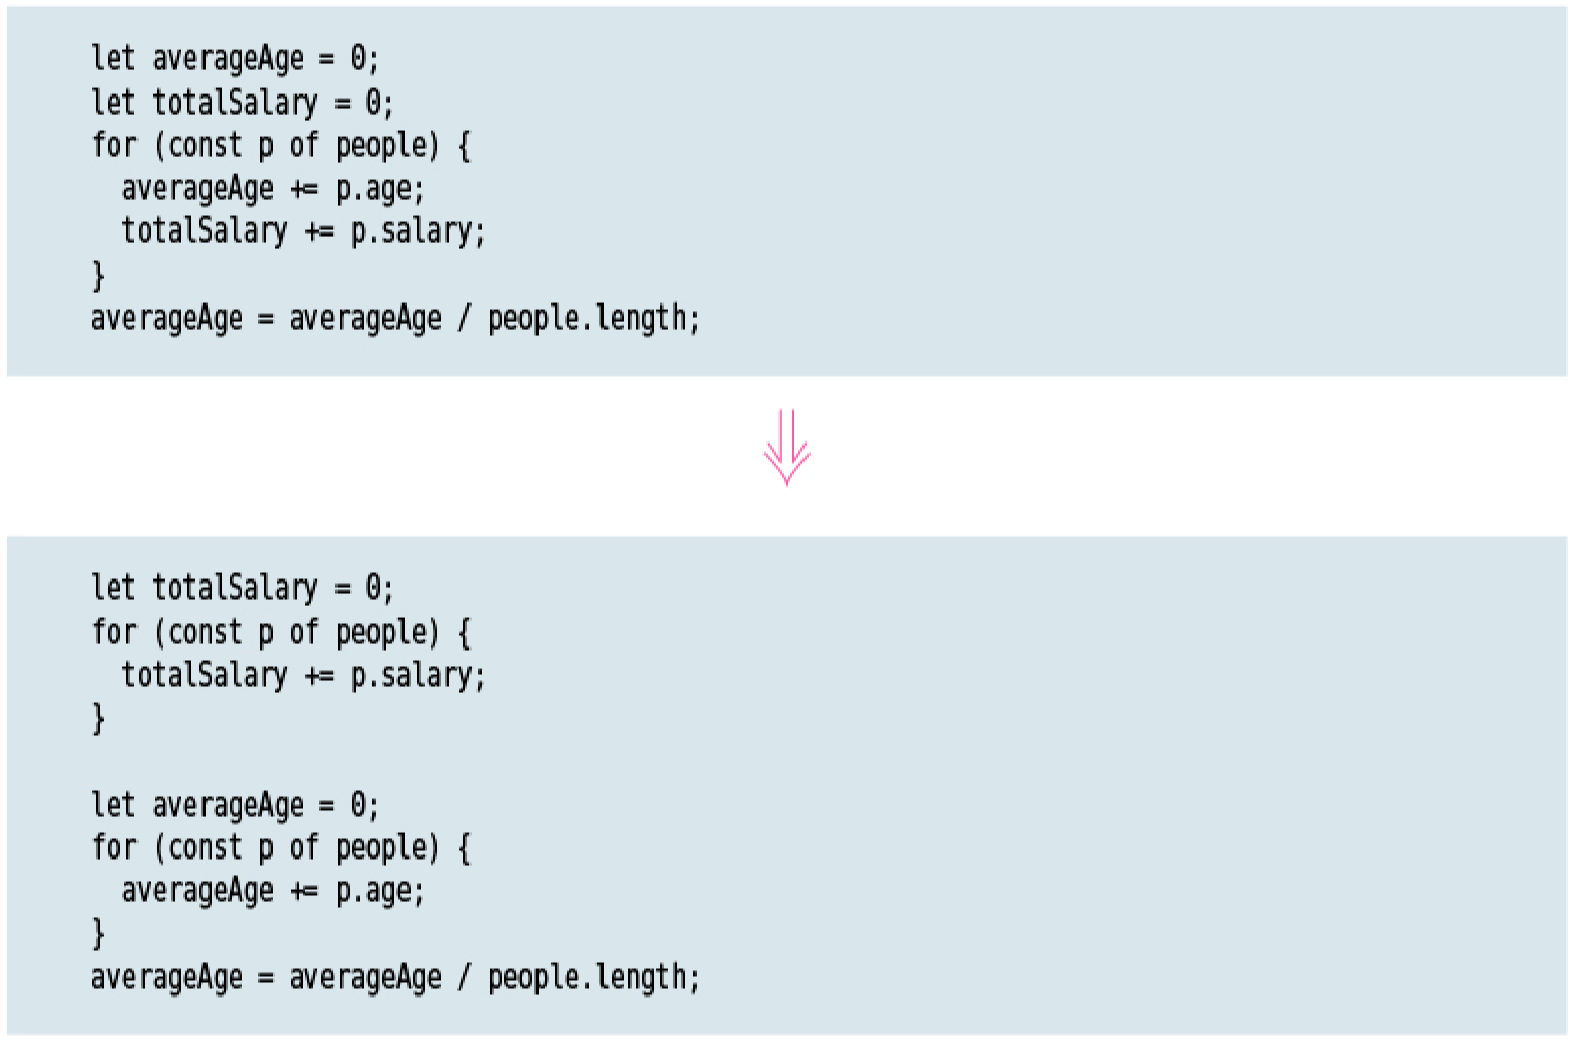 let averageAge = 0;
let totalSalary = 0;
for (const p of people) {
  averageAge += p.age;
  totalSalary += p.salary;
}
averageAge = averageAge / people.length;
let totalSalary = 0;
for (const p of people) {
  totalSalary += p.salary;
}
let averageAge = 0;
for (const p of people) {
  averageAge += p.age;
}
averageAge = averageAge / people.length;